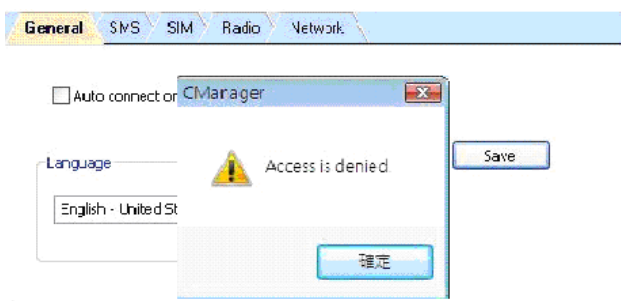 General SMS SIM Radio Network
Auto connect on
CManager
Access is denied
Save
Language
English - United St
確定